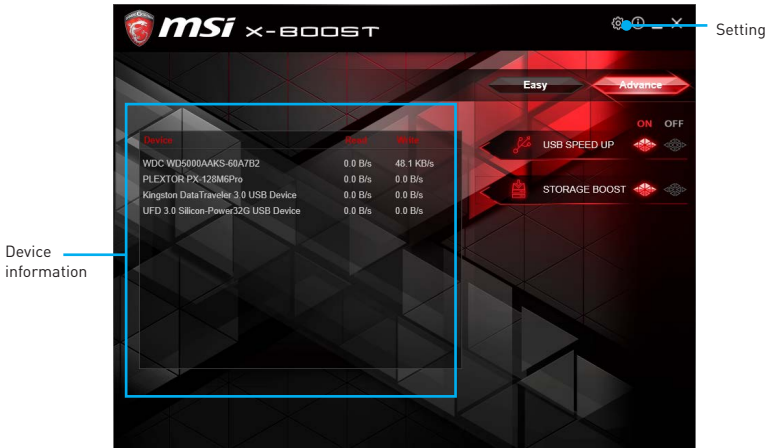 msi X-BOOST
Setting
Easy Advance
ON OFF
USB SPEED UP
STORAGE BOOST
Device Read Write
WDC WD5000AAKS-60A7B2 0.0 B/s 48.1 KB/s
PLEXTOR PX-128M6Pro 0.0 B/s 0.0 B/s
Kingston DataTraveler 3.0 USB Device 0.0 B/s 0.0 B/s
UFD 3.0 Silicon-Power32G USB Device 0.0 B/s 0.0 B/s
Device
information